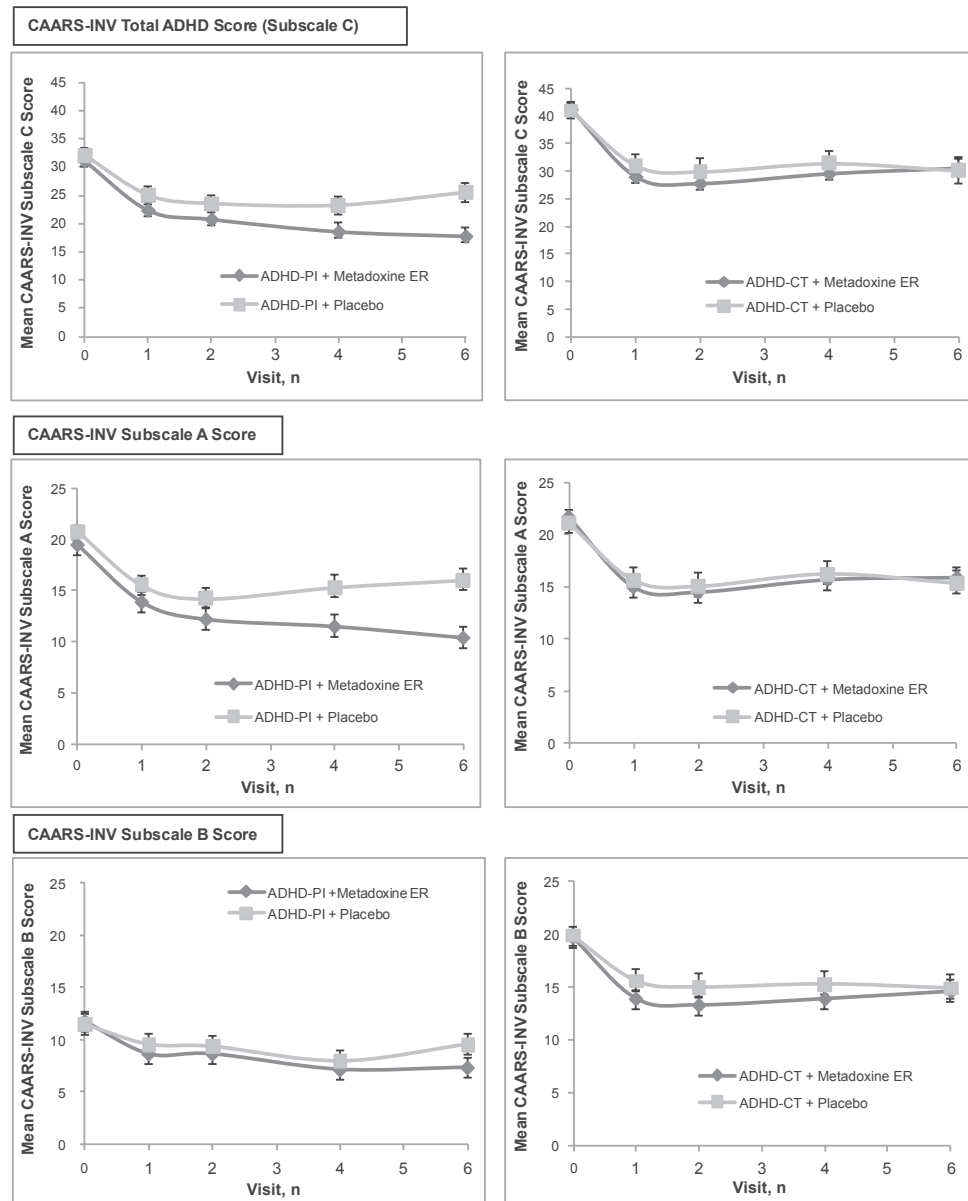 CAARS-INV Total ADHD Score (Subscale C)
Mean CAARS-INV Subscale C Score
45
40
35
30
25
20
15
10
5
0
ADHD-PI + Metadoxine ER
ADHD-PI + Placebo
0 1 2 3 4 5 6
Visit, n
Mean CAARS-INV Subscale C Score
45
40
35
30
25
20
15
10
5
0
ADHD-CT + Metadoxine ER
ADHD-CT + Placebo
0 1 2 3 4 5 6
Visit, n
CAARS-INV Subscale A Score
Mean CAARS-INV Subscale A Score
25
20
15
10
5
0
ADHD-PI + Metadoxine ER
ADHD-PI + Placebo
0 1 2 3 4 5 6
Visit, n
Mean CAARS-INV Subscale A Score
25
20
15
10
5
0
ADHD-CT + Metadoxine ER
ADHD-CT + Placebo
0 1 2 3 4 5 6
Visit, n
CAARS-INV Subscale B Score
Mean CAARS-INV Subscale B Score
25
20
15
10
5
0
ADHD-PI +Metadoxine ER
ADHD-PI + Placebo
0 1 2 3 4 5 6
Visit, n
Mean CAARS-INV Subscale B Score
25
20
15
10
5
0
ADHD-CT + Metadoxine ER
ADHD-CT + Placebo
0 1 2 3 4 5 6
Visit, n